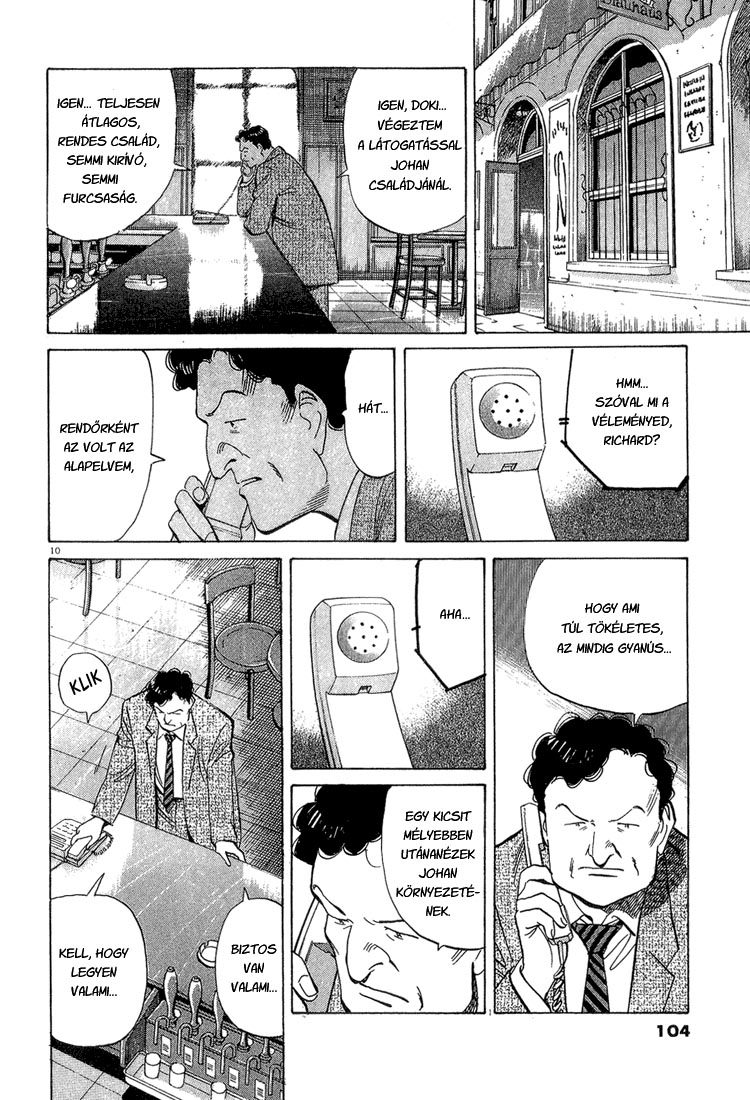 Brauhaus
IGEN, DOKI...
VÉGEZTEM
A LÁTOGATÁSSAL
JOHAN
CSALÁDJÁNÁL.
IGEN... TELJESEN
ÁTLAGOS,
RENDES CSALÁD,
SEMMI KIRÍVÓ,
SEMMI
FURCSASÁG.
HMM...
SZÓVAL MI A
VÉLEMÉNYED,
RICHARD?
HÁT...
RENDŐRKÉNT
AZ VOLT AZ
ALAPELVEM,
10
HOGY AMI
TÚL TÖKÉLETES,
AZ MINDIG GYANÚS...
AHA...
EGY KICSIT
MÉLYEBBEN
UTÁNANÉZEK
JOHAN
KÖRNYEZETÉ-
NEK.
KLIK
BIZTOS
VAN
VALAMI...
KELL, HOGY
LEGYEN
VALAMI...
104